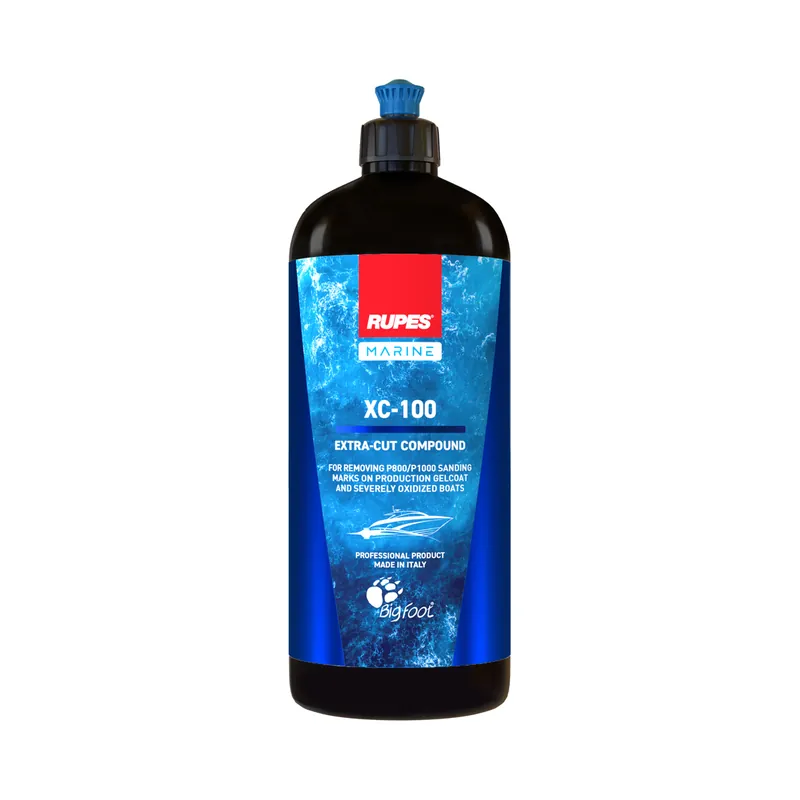 RUPES
MARINE
XC-100
EXTRA-CUT COMPOUND
FOR REMOVING P800/P1000 SANDING
MARKS ON PRODUCTION GELCOAT
AND SEVERELY OXIDIZED BOATS
PROFESSIONAL PRODUCT
MADE IN ITALY
BigFoot